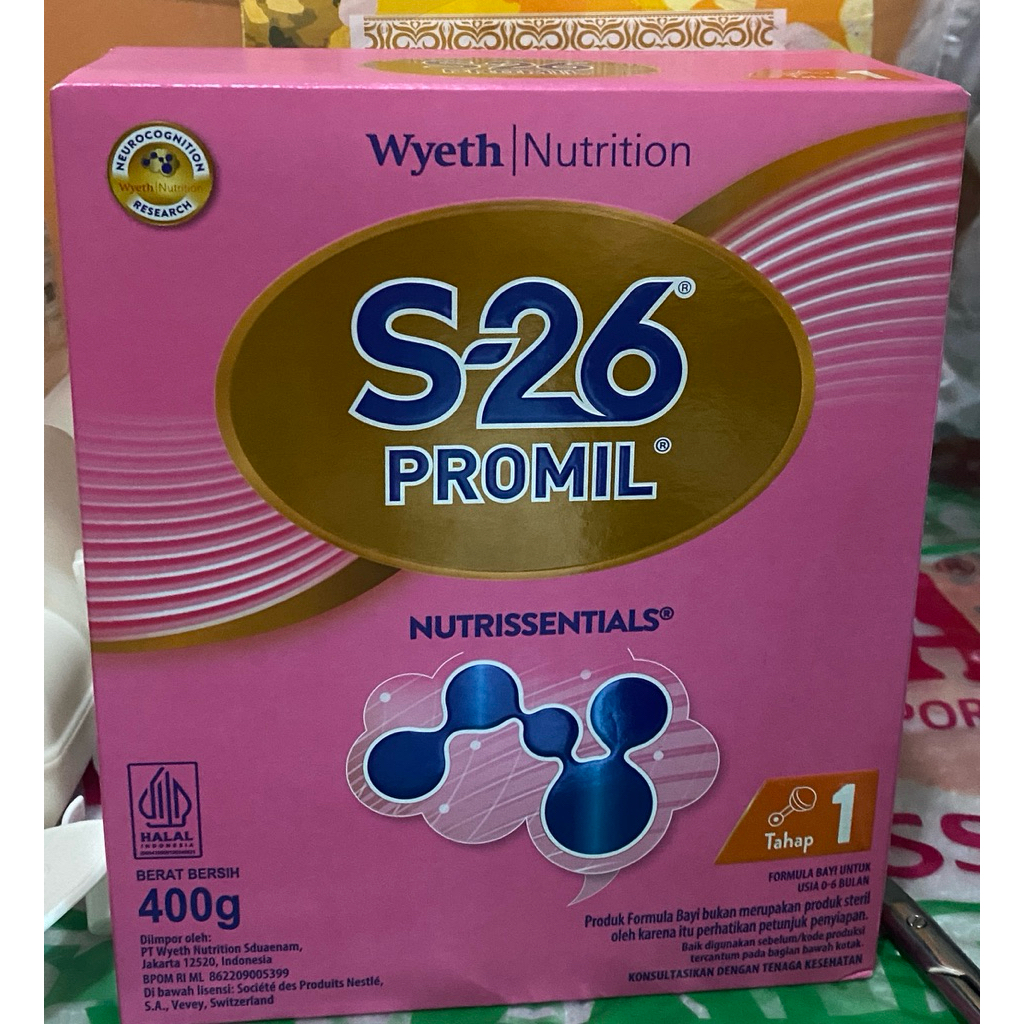 Wyeth | Nutrition
NEUROCOGNITION
Wyeth | Nutrition
RESEARCH
S-26®
PROMIL®
NUTRISSENTIALS®
HALAL
INDONESIA
BERAT BERSIH
400g
Diimpor oleh:
PT Wyeth Nutrition Sduaenam,
Jakarta 12520, Indonesia
BPOM RI ML 862209005399
Di bawah lisensi: Société des Produits Nestlé,
S.A., Vevey, Switzerland
Tahap 1
FORMULA BAYI UNTUK
USIA 0-6 BULAN
Produk Formula Bayi bukan merupakan produk steril
oleh karena itu perhatikan petunjuk penyiapan.
Baik digunakan sebelum/kode produksi
tercantum pada bagian bawah kotak.
KONSULTASIKAN DENGAN TENAGA KESEHATAN